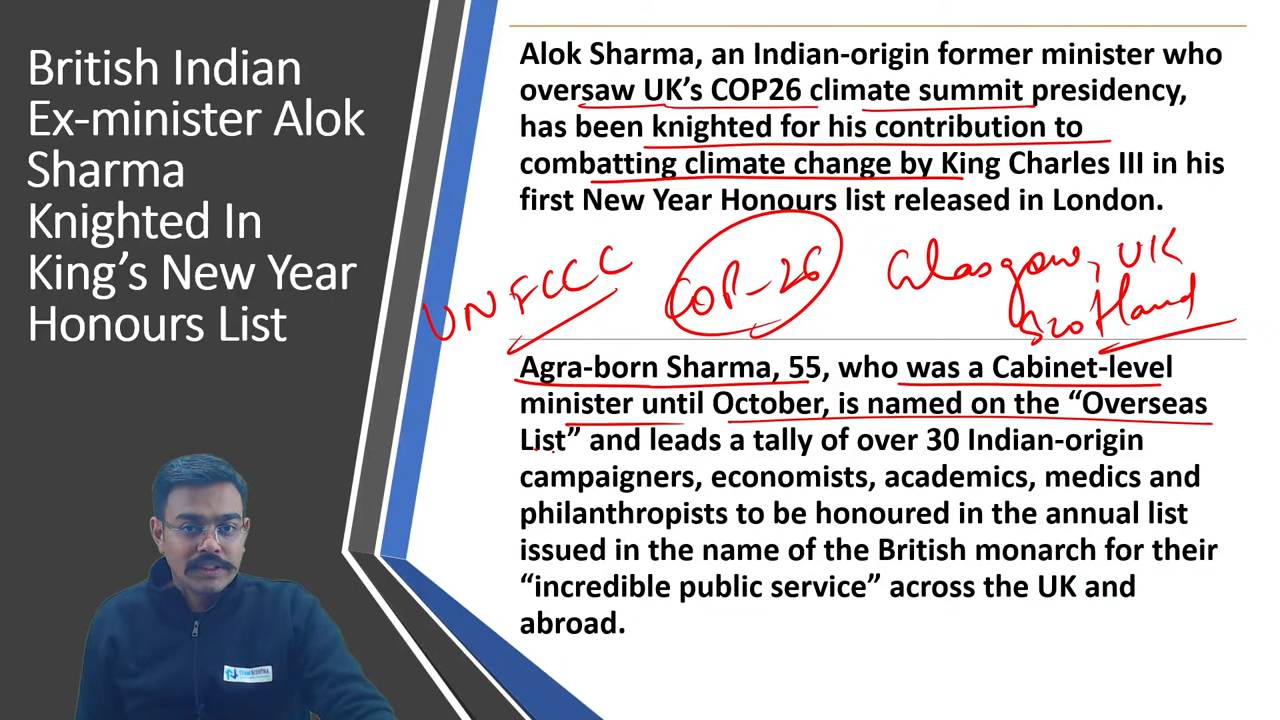 British Indian
Ex-minister Alok
Sharma
Knighted In
King’s New Year
Honours List
Alok Sharma, an Indian-origin former minister who
oversaw UK’s COP26 climate summit presidency,
has been knighted for his contribution to
combatting climate change by King Charles III in his
first New Year Honours list released in London.
UNFCCC COP-26 Glasgow, UK
Scotland
Agra-born Sharma, 55, who was a Cabinet-level
minister until October, is named on the “Overseas
List” and leads a tally of over 30 Indian-origin
campaigners, economists, academics, medics and
philanthropists to be honoured in the annual list
issued in the name of the British monarch for their
“incredible public service” across the UK and
abroad.